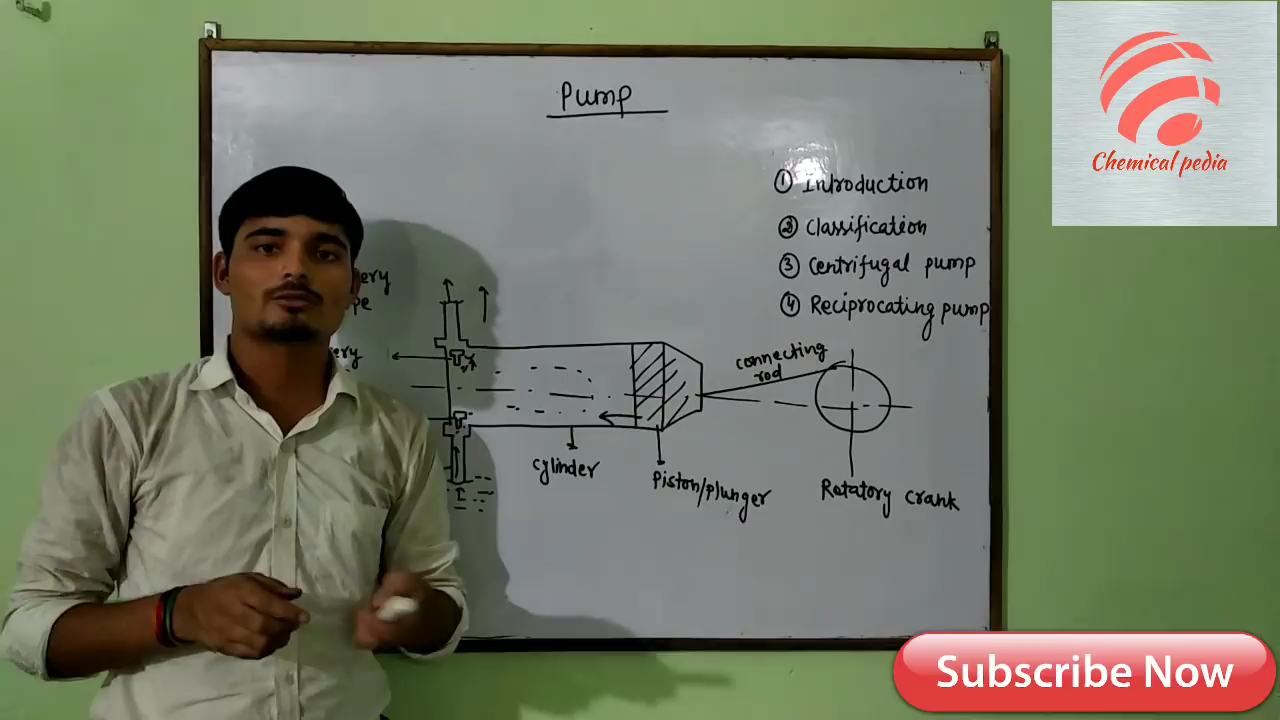 Pump
Chemical pedia
① Introduction
② Classification
③ Centrifugal pump
④ Reciprocating pump
connecting
rod
cylinder
Piston/plunger
Rotatory crank
Subscribe Now